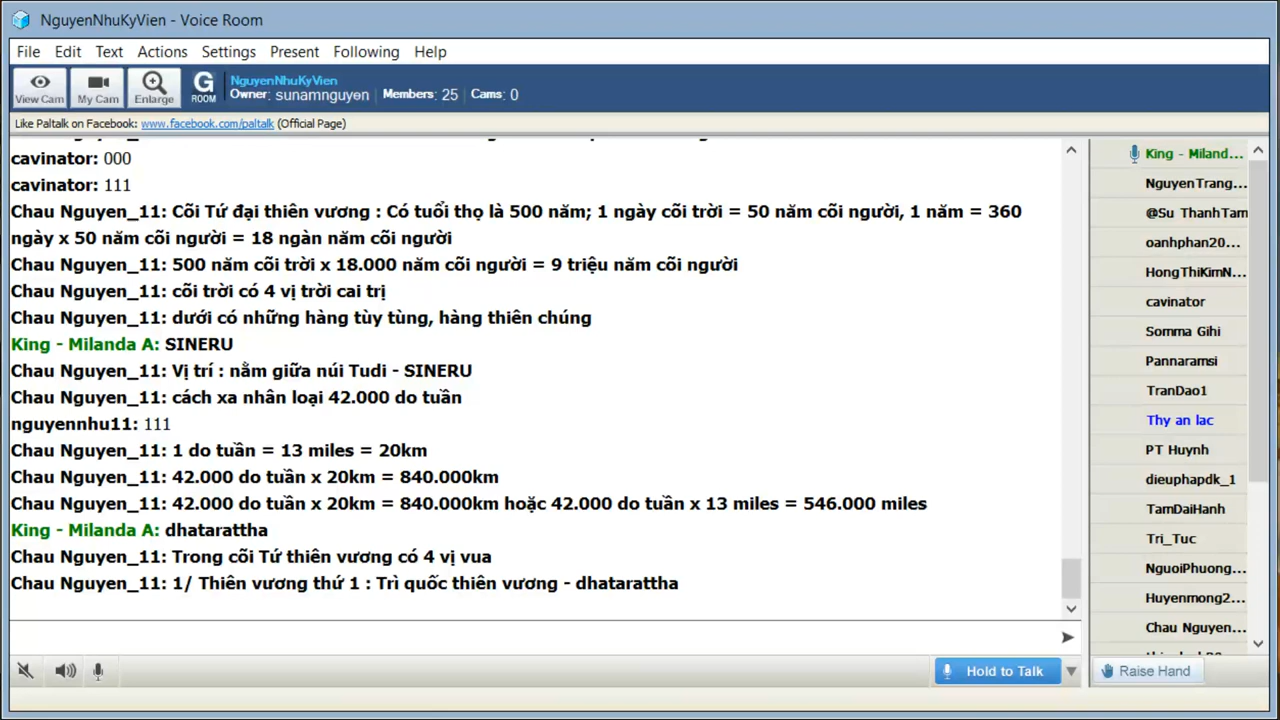 NguyenNhuKyVien - Voice Room
File Edit Text Actions Settings Present Following Help
View Cam My Cam Enlarge G ROOM
NguyenNhuKyVien
Owner: sunamnguyen Members: 25 Cams: 0
Like Paltalk on Facebook: www.facebook.com/paltalk (Official Page)
cavinator: 000
cavinator: 111
Chau Nguyen_11: Cõi Tứ đại thiên vương : Có tuổi thọ là 500 năm; 1 ngày cõi trời = 50 năm cõi người, 1 năm = 360
ngày x 50 năm cõi người = 18 ngàn năm cõi người
Chau Nguyen_11: 500 năm cõi trời x 18.000 năm cõi người = 9 triệu năm cõi người
Chau Nguyen_11: cõi trời có 4 vị trời cai trị
Chau Nguyen_11: dưới có những hàng tùy tùng, hàng thiên chúng
King - Milanda A: SINERU
Chau Nguyen_11: Vị trí : nằm giữa núi Tudi - SINERU
Chau Nguyen_11: cách xa nhân loại 42.000 do tuần
nguyennhu11: 111
Chau Nguyen_11: 1 do tuần = 13 miles = 20km
Chau Nguyen_11: 42.000 do tuần x 20km = 840.000km
Chau Nguyen_11: 42.000 do tuần x 20km = 840.000km hoặc 42.000 do tuần x 13 miles = 546.000 miles
King - Milanda A: dhatarattha
Chau Nguyen_11: Trong cõi Tứ thiên vương có 4 vị vua
Chau Nguyen_11: 1/ Thiên vương thứ 1 : Trì quốc thiên vương - dhatarattha
King - Miland...
NguyenTrang...
@Su ThanhTam
oanhphan20...
HongThiKimN...
cavinator
Somma Gihi
Pannaramsi
TranDao1
Thy an lac
PT Huynh
dieuphapdk_1
TamDaiHanh
Tri_Tuc
NguoiPhuong...
Huyenmong2...
Chau Nguyen...
Hold to Talk
Raise Hand